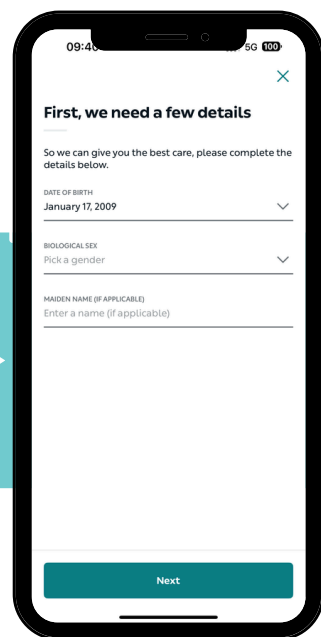 09:4
5G 100
First, we need a few details
So we can give you the best care, please complete the
details below.
DATE OF BIRTH
January 17, 2009
BIOLOGICAL SEX
Pick a gender
MAIDEN NAME (IF APPLICABLE)
Enter a name (if applicable)
Next